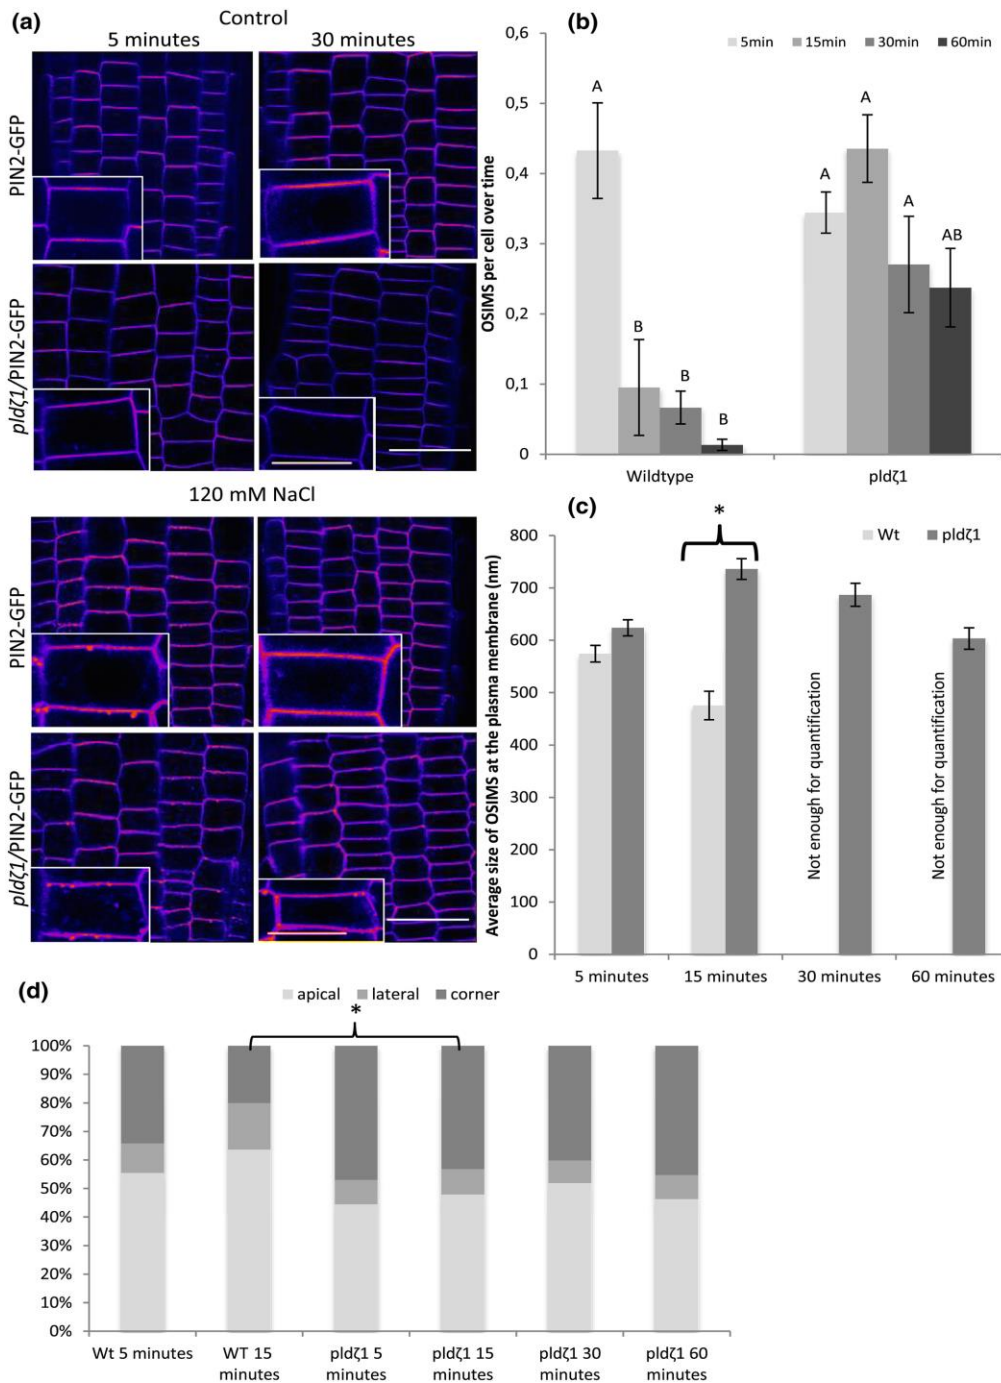 (a)
Control
5 minutes
30 minutes
PIN2-GFP
pldζ1/PIN2-GFP
120 mM NaCl
PIN2-GFP
pldζ1/PIN2-GFP
(b)
5min 15min 30min 60min
OSIMS per cell over time
0,6
0,5
0,4
0,3
0,2
0,1
0
A
B
B
B
A
A
A
AB
Wildtype
pldζ1
(c)
Wt pldζ1
*
Average size of OSIMS at the plasma membrane (nm)
800
700
600
500
400
300
200
100
0
Not enough for quantification
Not enough for quantification
5 minutes
15 minutes
30 minutes
60 minutes
(d)
apical lateral corner
*
100%
90%
80%
70%
60%
50%
40%
30%
20%
10%
0%
Wt 5 minutes
WT 15
minutes
pldζ1 5
minutes
pldζ1 15
minutes
pldζ1 30
minutes
pldζ1 60
minutes